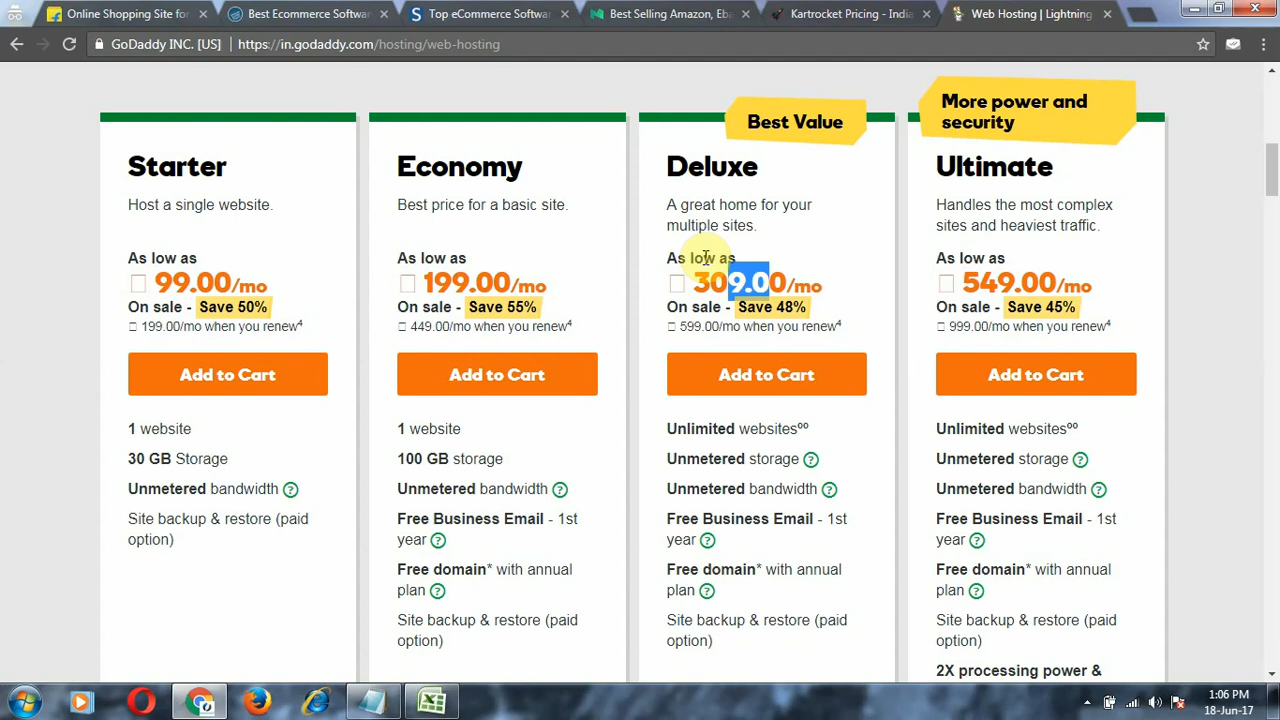 Online Shopping Site for
Best Ecommerce Softwa
Top eCommerce Softwa
Best Selling Amazon, Eba
Kartrocket Pricing - India
Web Hosting | Lightning
GoDaddy INC. [US]
https://in.godaddy.com/hosting/web-hosting
Starter
Host a single website.
As low as
□ 99.00/mo
On sale - Save 50%
□ 199.00/mo when you renew⁴
Add to Cart
1 website
30 GB Storage
Unmetered bandwidth ?
Site backup & restore (paid
option)
Economy
Best price for a basic site.
As low as
□ 199.00/mo
On sale - Save 55%
□ 449.00/mo when you renew⁴
Add to Cart
1 website
100 GB storage
Unmetered bandwidth ?
Free Business Email - 1st
year ?
Free domain* with annual
plan ?
Site backup & restore (paid
option)
Best Value
Deluxe
A great home for your
multiple sites.
As low as
□ 309.00/mo
On sale - Save 48%
□ 599.00/mo when you renew⁴
Add to Cart
Unlimited websites°°
Unmetered storage ?
Unmetered bandwidth ?
Free Business Email - 1st
year ?
Free domain* with annual
plan ?
Site backup & restore (paid
option)
More power and
security
Ultimate
Handles the most complex
sites and heaviest traffic.
As low as
□ 549.00/mo
On sale - Save 45%
□ 999.00/mo when you renew⁴
Add to Cart
Unlimited websites°°
Unmetered storage ?
Unmetered bandwidth ?
Free Business Email - 1st
year ?
Free domain* with annual
plan ?
Site backup & restore (paid
option)
2X processing power &
1:06 PM
18-Jun-17